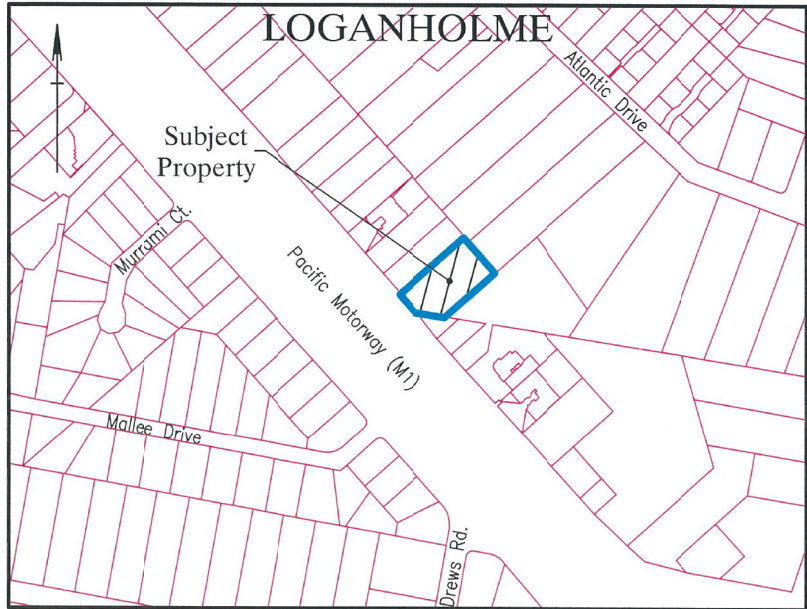 LOGANHOLME
Atlantic Drive
Subject
Property
Murrami Ct.
Pacific Motorway (M1)
Mallee Drive
Drews Rd.